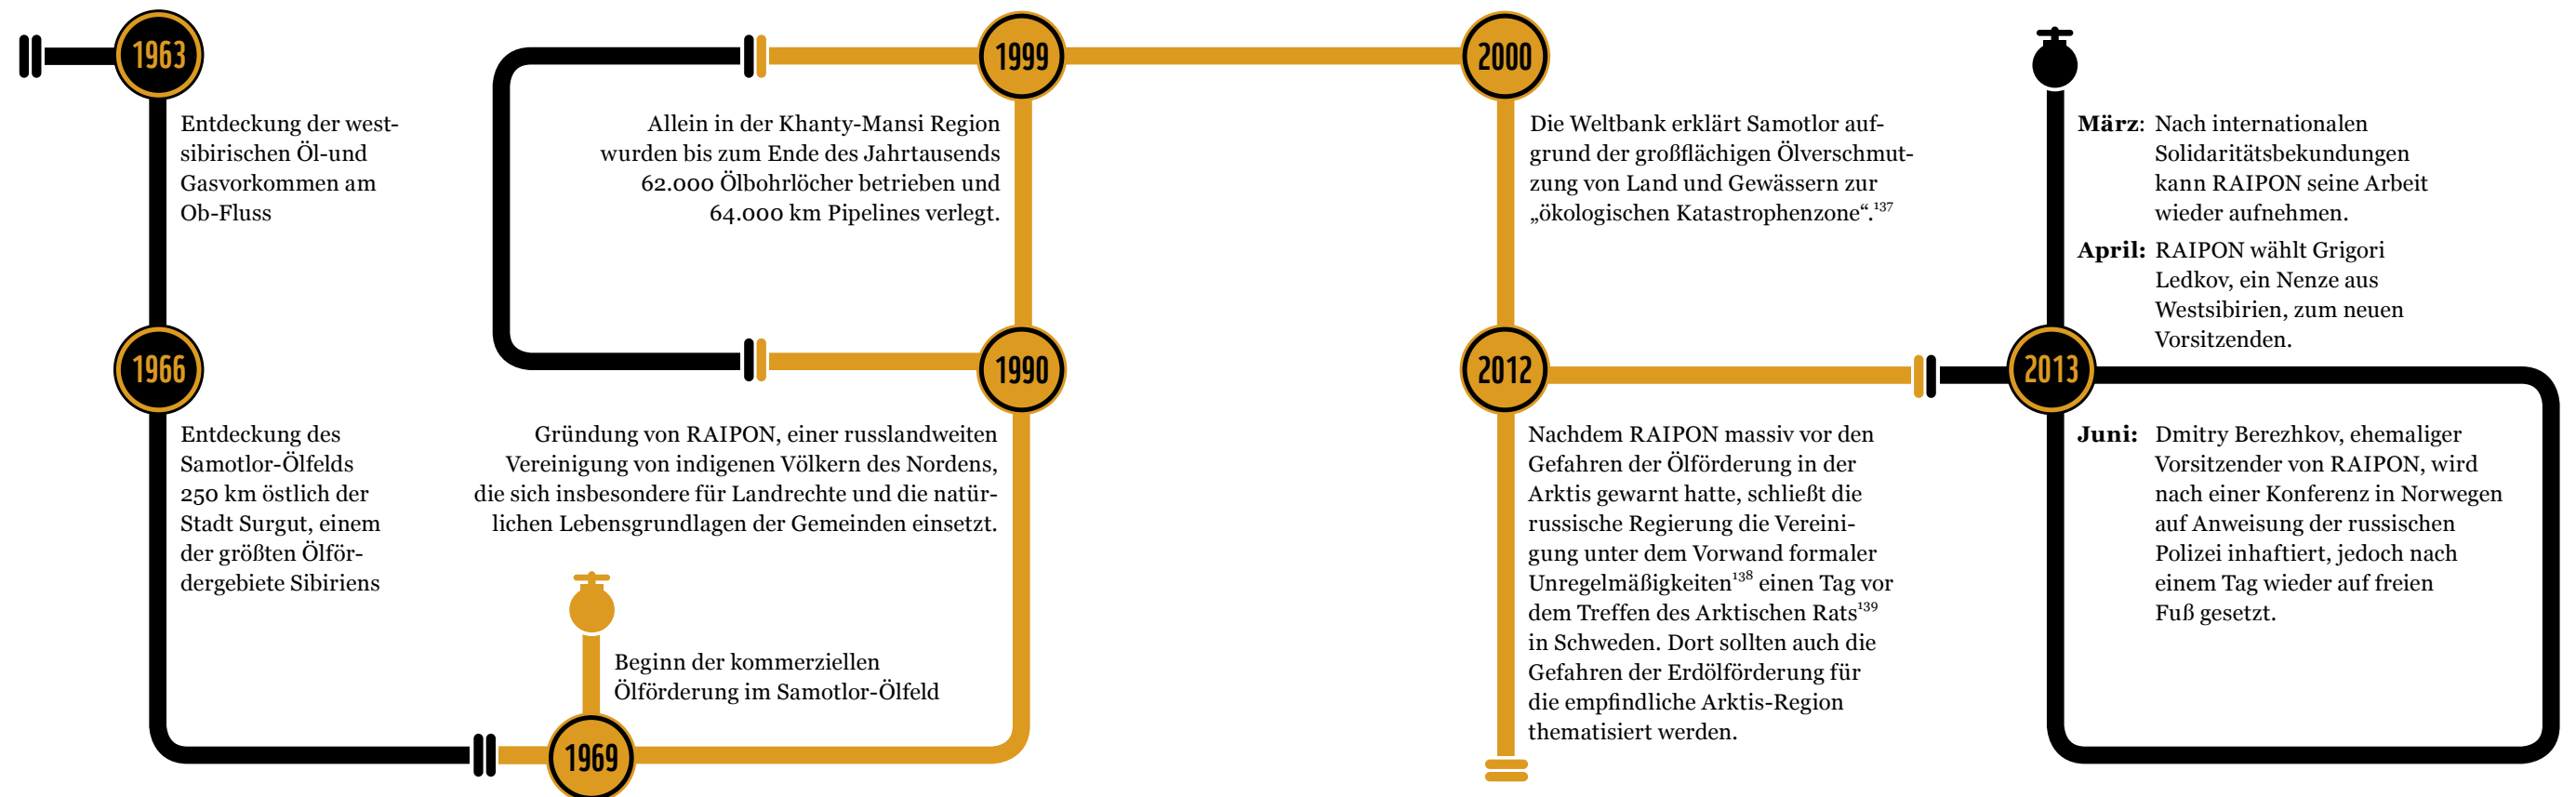 1963
Entdeckung der west-
sibirischen Öl-und
Gasvorkommen am
Ob-Fluss
1966
Entdeckung des
Samotlor-Ölfelds
250 km östlich der
Stadt Surgut, einem
der größten Ölför-
dergebiete Sibiriens
1969
Beginn der kommerziellen
Ölförderung im Samotlor-Ölfeld
1990
Gründung von RAIPON, einer russlandweiten
Vereinigung von indigenen Völkern des Nordens,
die sich insbesondere für Landrechte und die natür-
lichen Lebensgrundlagen der Gemeinden einsetzt.
1999
Allein in der Khanty-Mansi Region
wurden bis zum Ende des Jahrtausends
62.000 Ölbohrlöcher betrieben und
64.000 km Pipelines verlegt.
2000
Die Weltbank erklärt Samotlor auf-
grund der großflächigen Ölverschmut-
zung von Land und Gewässern zur
„ökologischen Katastrophenzone“.137
2012
Nachdem RAIPON massiv vor den
Gefahren der Ölförderung in der
Arktis gewarnt hatte, schließt die
russische Regierung die Vereini-
gung unter dem Vorwand formaler
Unregelmäßigkeiten138 einen Tag vor
dem Treffen des Arktischen Rats139
in Schweden. Dort sollten auch die
Gefahren der Erdölförderung für
die empfindliche Arktis-Region
thematisiert werden.
2013
März: Nach internationalen
Solidaritätsbekundungen
kann RAIPON seine Arbeit
wieder aufnehmen.
April: RAIPON wählt Grigori
Ledkov, ein Nenze aus
Westsibirien, zum neuen
Vorsitzenden.
Juni: Dmitry Berezhkov, ehemaliger
Vorsitzender von RAIPON, wird
nach einer Konferenz in Norwegen
auf Anweisung der russischen
Polizei inhaftiert, jedoch nach
einem Tag wieder auf freien
Fuß gesetzt.